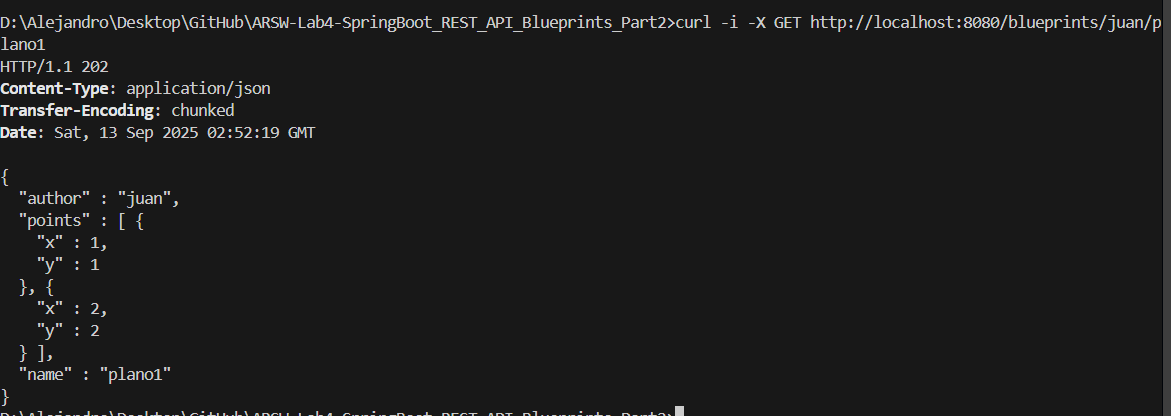 D:\Alejandro\Desktop\GitHub\ARSW-Lab4-SpringBoot_REST_API_Blueprints_Part2>curl -i -X GET http://localhost:8080/blueprints/juan/p
lano1
HTTP/1.1 202
Content-Type: application/json
Transfer-Encoding: chunked
Date: Sat, 13 Sep 2025 02:52:19 GMT

{
  "author" : "juan",
  "points" : [ {
    "x" : 1,
    "y" : 1
  }, {
    "x" : 2,
    "y" : 2
  } ],
  "name" : "plano1"
}
D:\Alejandro\Desktop\GitHub\ARSW-Lab4-SpringBoot_REST_API_Blueprints_Part2>